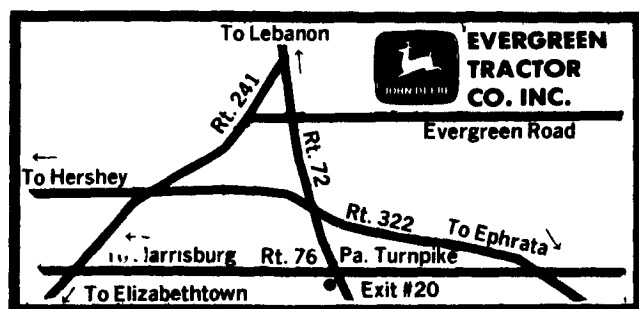 To Lebanon
EVERGREEN
TRACTOR
CO. INC.
JOHN DEERE
Rt. 241
Evergreen Road
Rt. 72
To Hershey
Rt. 322
To Ephrata
Harrisburg Rt. 76 Pa. Turnpike
To Elizabethtown Exit #20